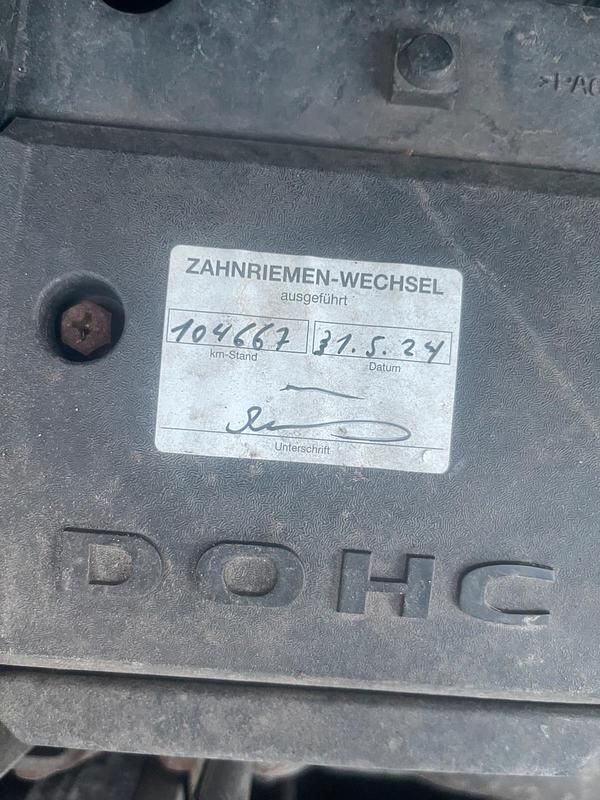 ZAHNRIEMEN-WECHSEL
ausgeführt
104667 31.5.24
km-Stand Datum
Unterschrift
DOHC